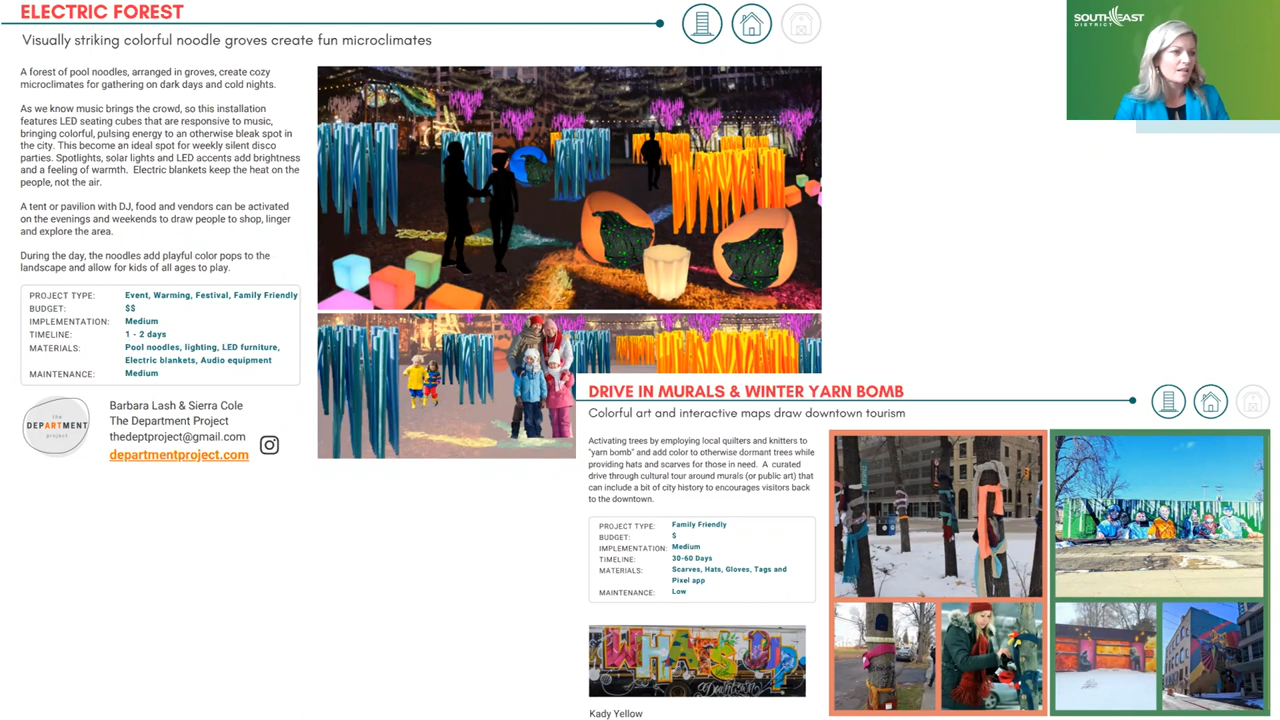 ELECTRIC FOREST
Visually striking colorful noodle groves create fun microclimates
A forest of pool noodles, arranged in groves, create cozy
microclimates for gathering on dark days and cold nights.
As we know music brings the crowd, so this installation
features LED seating cubes that are responsive to music,
bringing colorful, pulsing energy to an otherwise bleak spot in
the city. This become an ideal spot for weekly silent disco
parties. Spotlights, solar lights and LED accents add brightness
and a feeling of warmth. Electric blankets keep the heat on the
people, not the air.
A tent or pavilion with DJ, food and vendors can be activated
on the evenings and weekends to draw people to shop, linger
and explore the area.
During the day, the noodles add playful color pops to the
landscape and allow for kids of all ages to play.
PROJECT TYPE: Event, Warming, Festival, Family Friendly
BUDGET: $$
IMPLEMENTATION: Medium
TIMELINE: 1 - 2 days
MATERIALS: Pool noodles, lighting, LED furniture,
Electric blankets, Audio equipment
MAINTENANCE: Medium
the
DEPARTMENT
project
Barbara Lash & Sierra Cole
The Department Project
thedeptproject@gmail.com
departmentproject.com
SOUTHEAST
DISTRICT
DRIVE IN MURALS & WINTER YARN BOMB
Colorful art and interactive maps draw downtown tourism
Activating trees by employing local quilters and knitters to
"yarn bomb" and add color to otherwise dormant trees while
providing hats and scarves for those in need. A curated
drive through cultural tour around murals (or public art) that
can include a bit of city history to encourages visitors back
to the downtown.
PROJECT TYPE: Family Friendly
BUDGET: $
IMPLEMENTATION: Medium
TIMELINE: 30-60 Days
MATERIALS: Scarves, Hats, Gloves, Tags and
Pixel app
MAINTENANCE: Low
WHATS UP
Downtown
Kady Yellow